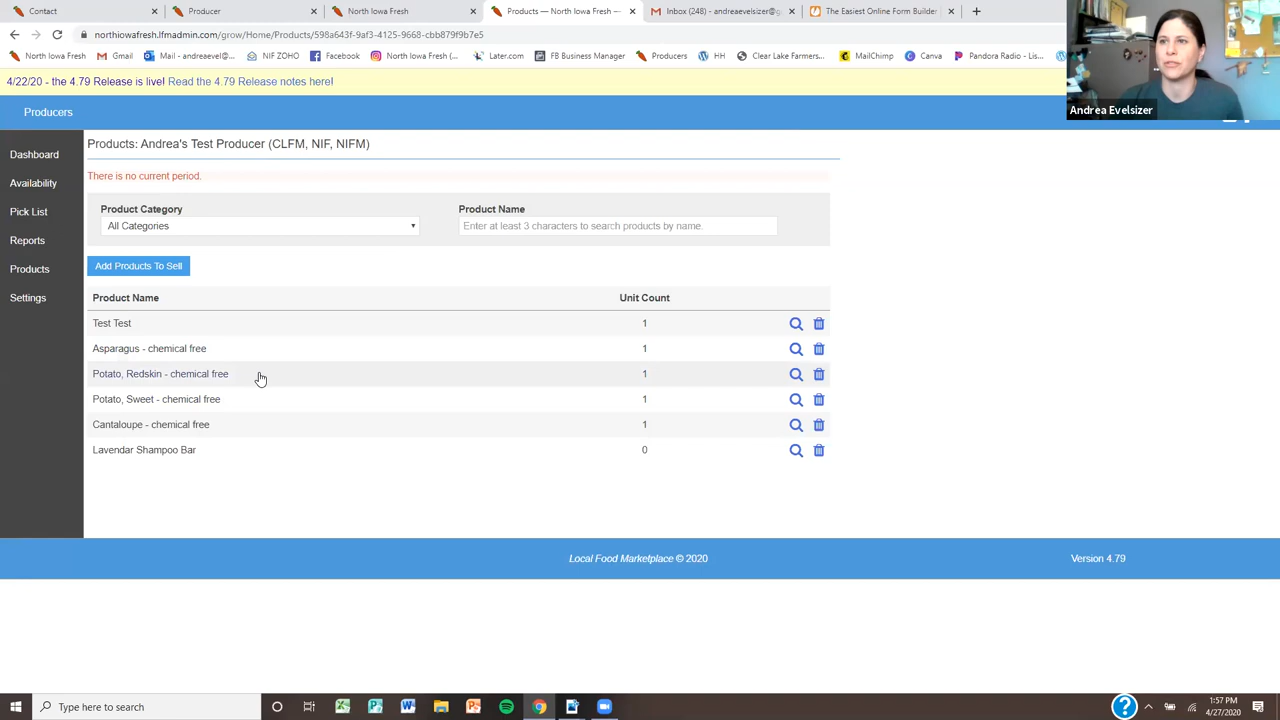 Contact
Producer
North Iowa Fresh
Products — North Iowa Fresh —
Inbox (248) - andreaevelsizer@g
The Easiest Online Form Builder
northiowafresh.lfmadmin.com/grow/Home/Products/598a643f-9af3-4125-9668-cbb879f9b7e5
North Iowa Fresh
Gmail
Mail - andreaevel@...
NIF ZOHO
Facebook
North Iowa Fresh (...
Later.com
FB Business Manager
Producers
HH
Clear Lake Farmers...
MailChimp
Canva
Pandora Radio - Lis...
4/22/20 - the 4.79 Release is live! Read the 4.79 Release notes here!
Andrea Evelsizer
Producers
Dashboard
Availability
Pick List
Reports
Products
Settings
Products: Andrea's Test Producer (CLFM, NIF, NIFM)
There is no current period.
Product Category
Product Name
All Categories
Enter at least 3 characters to search products by name.
Add Products To Sell
Product Name
Unit Count
Test Test 1
Asparagus - chemical free 1
Potato, Redskin - chemical free 1
Potato, Sweet - chemical free 1
Cantaloupe - chemical free 1
Lavendar Shampoo Bar 0
Local Food Marketplace © 2020
Version 4.79
Type here to search
1:57 PM
4/27/2020